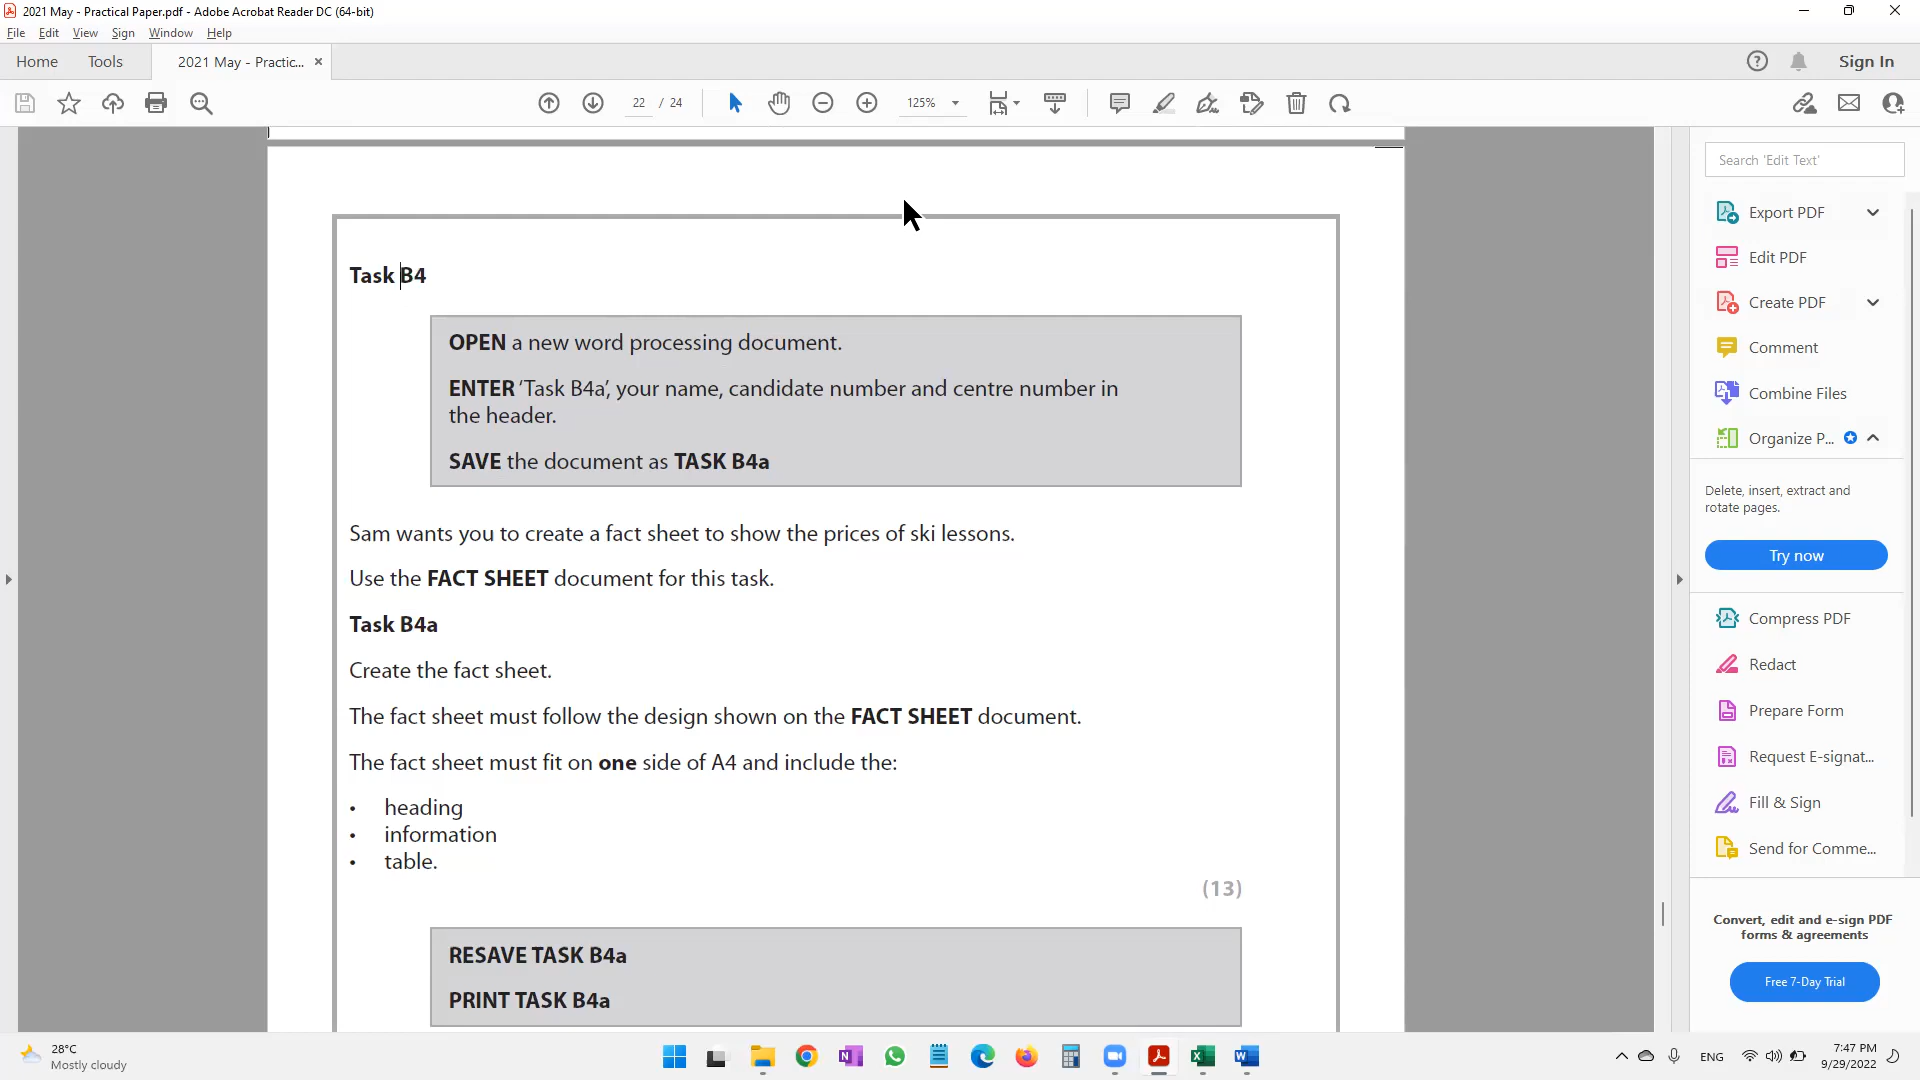 2021 May - Practical Paper.pdf - Adobe Acrobat Reader DC (64-bit)
File Edit View Sign Window Help
Home Tools 2021 May - Practic... × Sign In
22 / 24 125%
Search 'Edit Text'
Export PDF
Edit PDF
Create PDF
Comment
Combine Files
Organize P...
Delete, insert, extract and
rotate pages.
Try now
Compress PDF
Redact
Prepare Form
Request E-signat...
Fill & Sign
Send for Comme...
Convert, edit and e-sign PDF
forms & agreements
Free 7-Day Trial
Task B4
OPEN a new word processing document.
ENTER ‘Task B4a’, your name, candidate number and centre number in
the header.
SAVE the document as TASK B4a
Sam wants you to create a fact sheet to show the prices of ski lessons.
Use the FACT SHEET document for this task.
Task B4a
Create the fact sheet.
The fact sheet must follow the design shown on the FACT SHEET document.
The fact sheet must fit on one side of A4 and include the:
• heading
• information
• table.
(13)
RESAVE TASK B4a
PRINT TASK B4a
28°C
Mostly cloudy
ENG
7:47 PM
9/29/2022